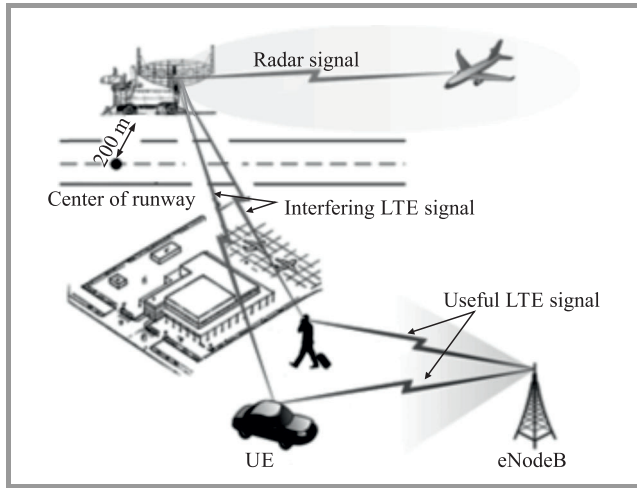 Radar signal
200 m
Center of runway
Interfering LTE signal
Useful LTE signal
UE
eNodeB